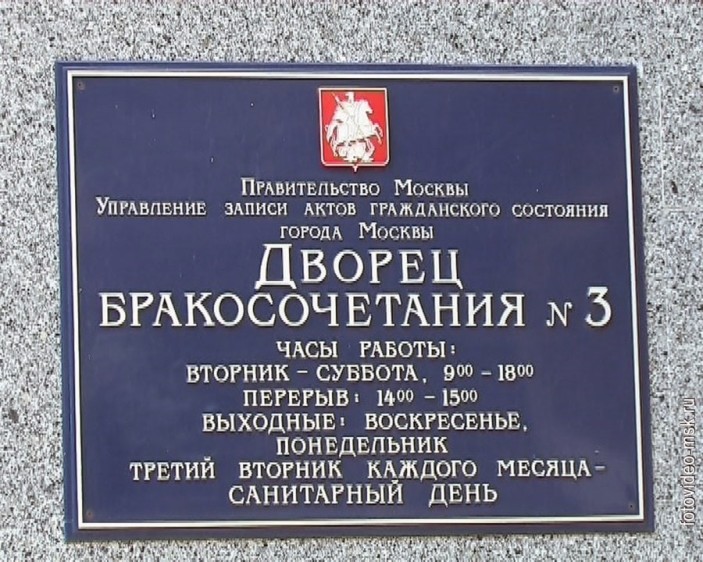 Правительство Москвы
Управление записи актов гражданского состояния
города Москвы
Дворец
бракосочетания № 3
часы работы:
вторник – суббота, 9⁰⁰ – 18⁰⁰
перерыв: 14⁰⁰ – 15⁰⁰
выходные: воскресенье,
понедельник
третий вторник каждого месяца–
санитарный день
fotovideo-msk.ru